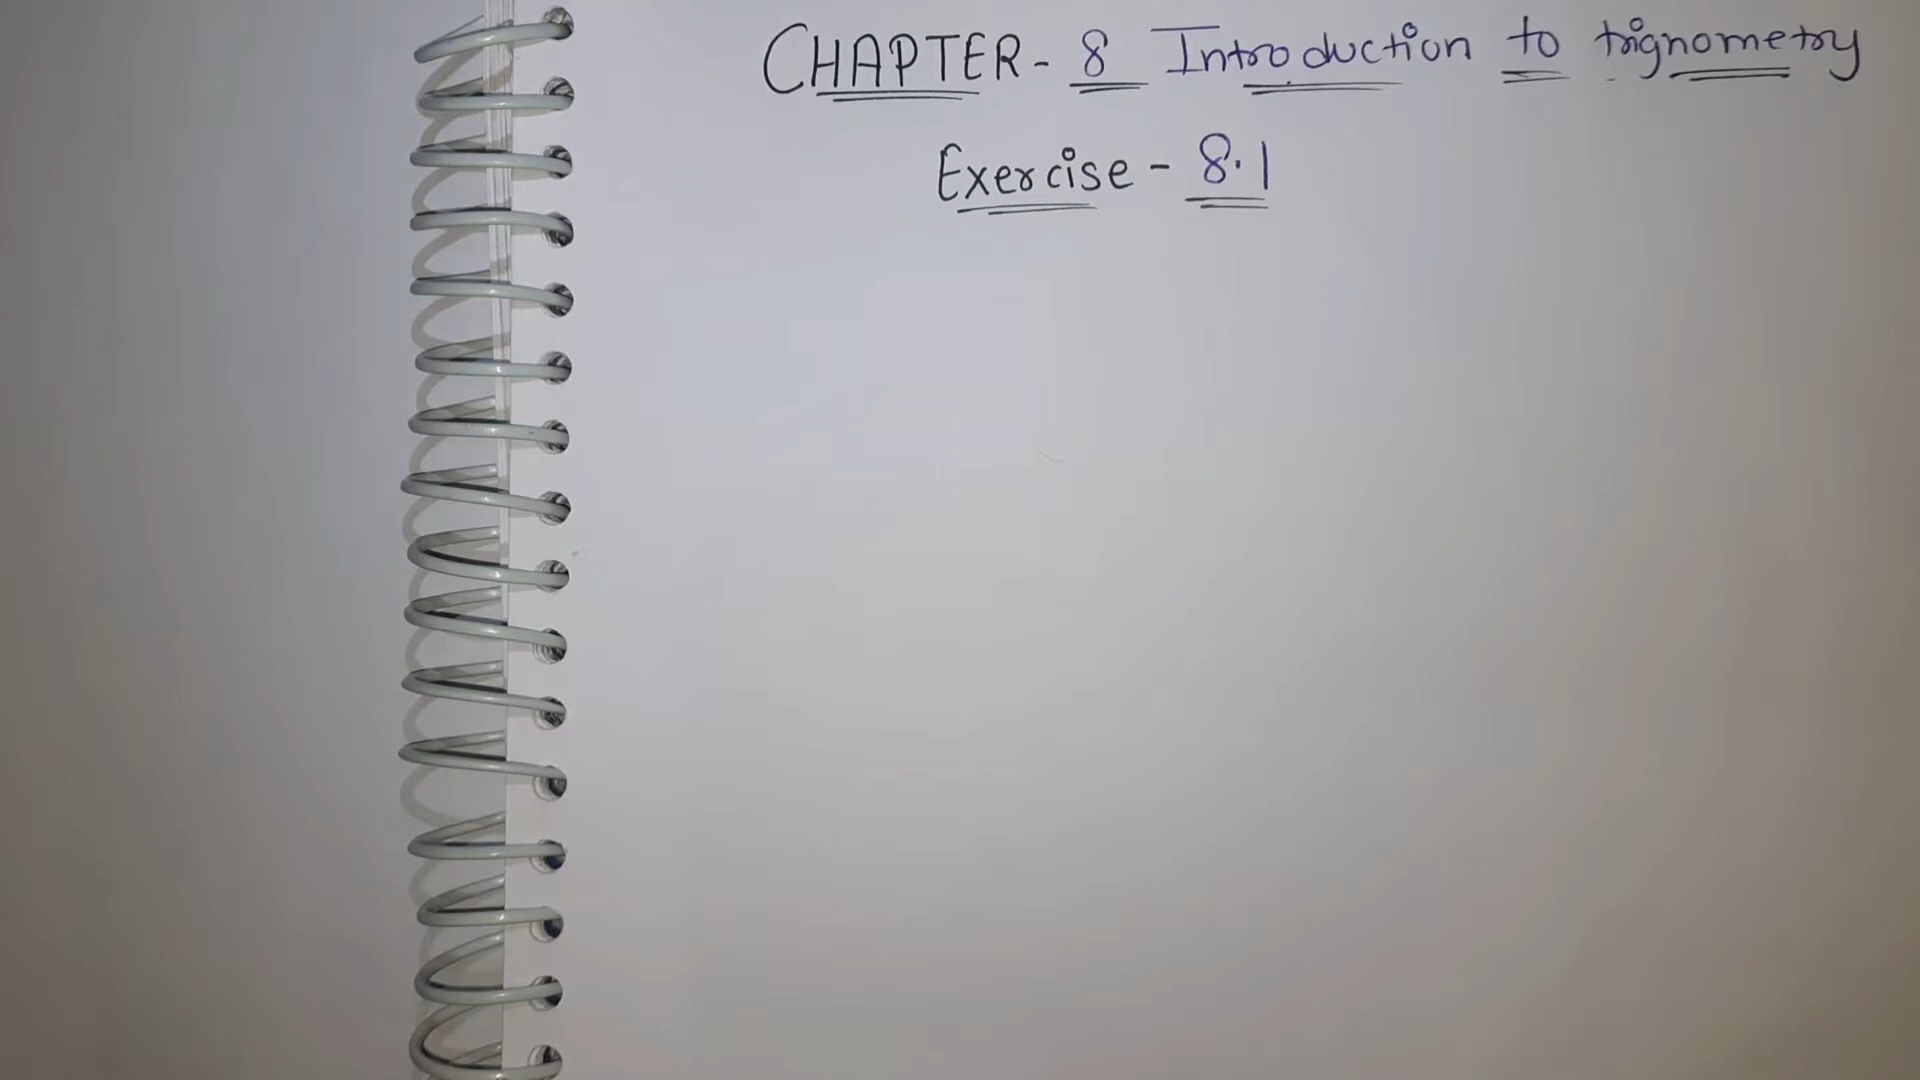 CHAPTER- 8 Introduction to trignometry
Exercise - 8.1